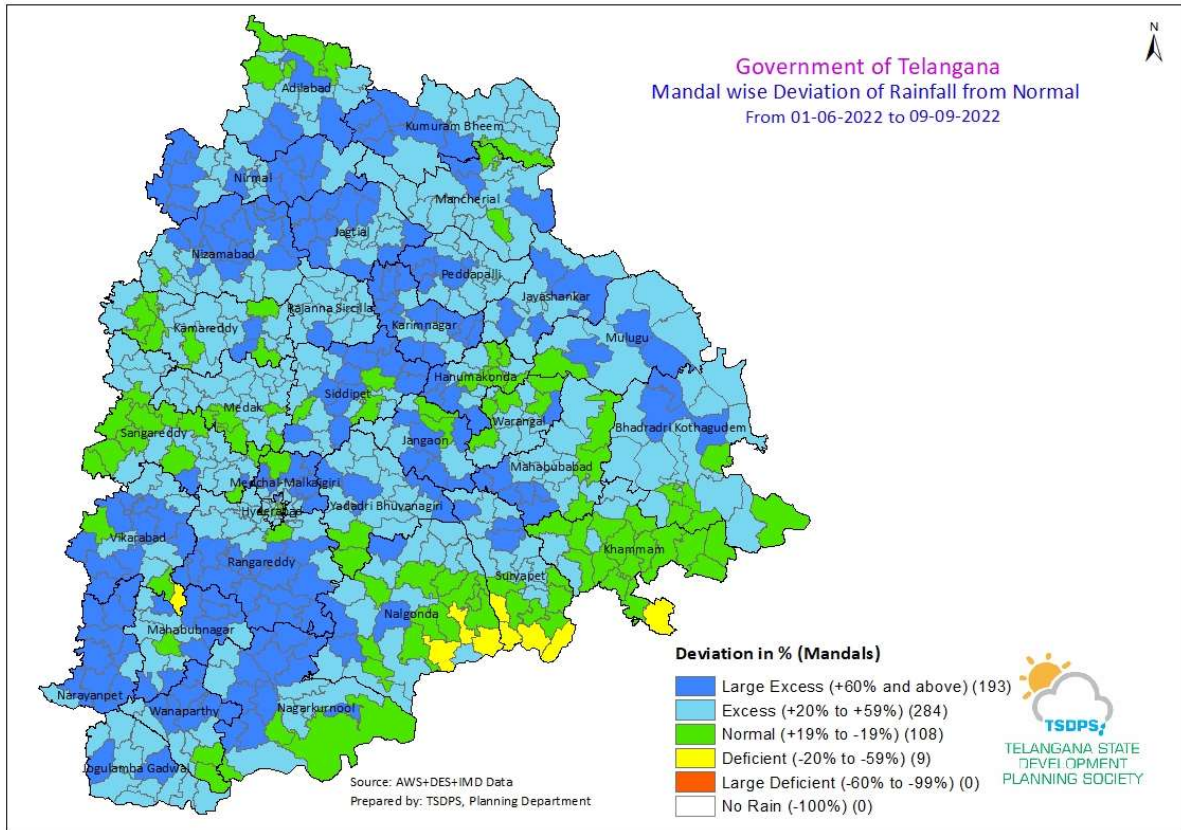 N
Government of Telangana
Mandal wise Deviation of Rainfall from Normal
From 01-06-2022 to 09-09-2022
Adilabad
Kumuram Bheem
Nirmal
Mancherial
Jagtial
Nizamabad
Peddapalli
Jayashankar
Rajanna Sircilla
Kamareddy
Karimnagar
Mulugu
Hanumakonda
Siddipet
Medak
Warangal
Bhadradri Kothagudem
Sangareddy
Jangaon
Mahabubabad
Medchal-Malkajgiri
Yadadri Bhuvanagiri
Hyderabad
Vikarabad
Khammam
Rangareddy
Suryapet
Nalgonda
Mahabubnagar
Narayanpet
Wanaparthy
Nagarkurnool
Jogulamba Gadwal
Deviation in % (Mandals)
Large Excess (+60% and above) (193)
Excess (+20% to +59%) (284)
Normal (+19% to -19%) (108)
Deficient (-20% to -59%) (9)
Large Deficient (-60% to -99%) (0)
No Rain (-100%) (0)
TSDPS
TELANGANA STATE
DEVELOPMENT
PLANNING SOCIETY
Source: AWS+DES+IMD Data
Prepared by: TSDPS, Planning Department